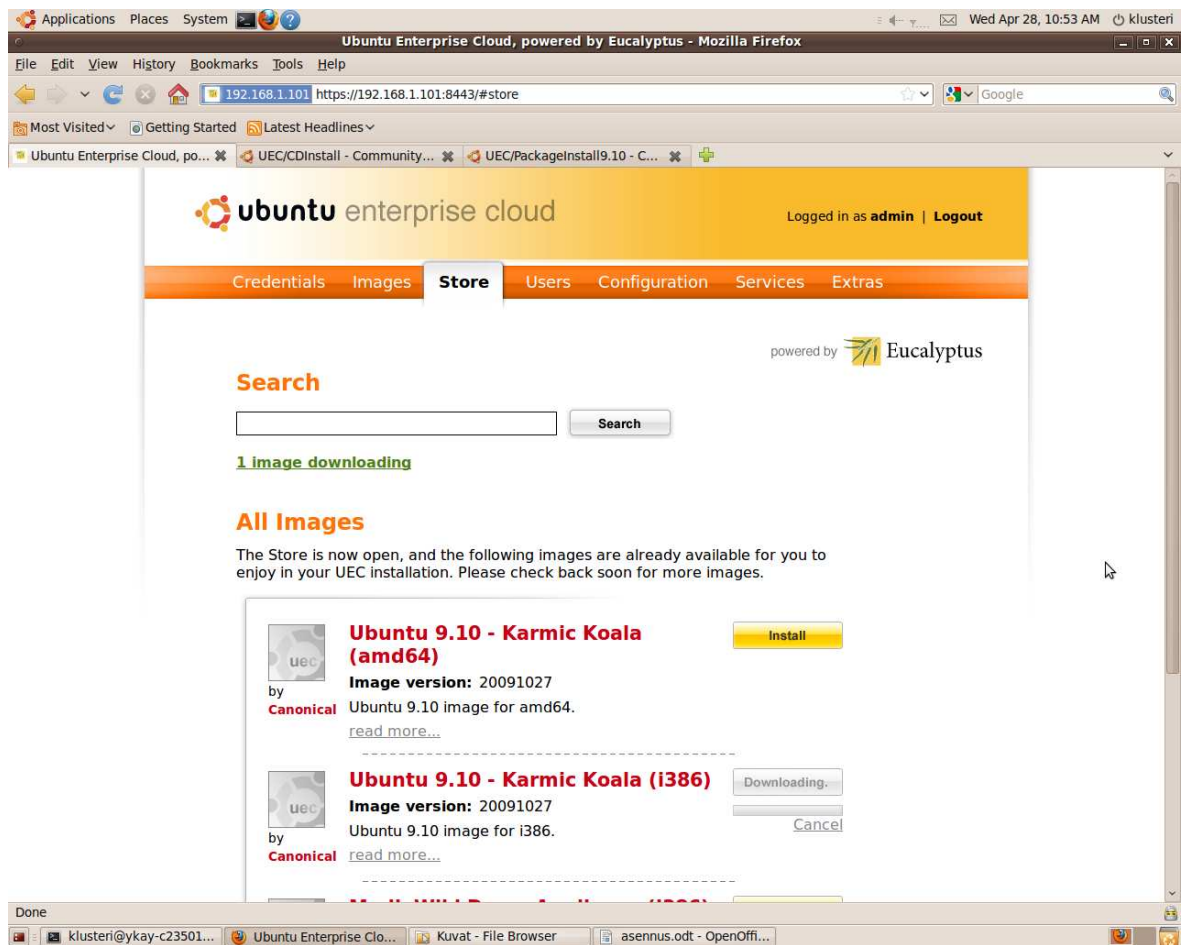 Applications Places System
Wed Apr 28, 10:53 AM klusteri
Ubuntu Enterprise Cloud, powered by Eucalyptus - Mozilla Firefox
File Edit View History Bookmarks Tools Help
192.168.1.101 https://192.168.1.101:8443/#store
Google
Most Visited Getting Started Latest Headlines
Ubuntu Enterprise Cloud, po... UEC/CDInstall - Community... UEC/PackageInstall9.10 - C...
ubuntu enterprise cloud
Logged in as admin | Logout
Credentials Images Store Users Configuration Services Extras
powered by Eucalyptus
Search
Search
1 image downloading
All Images
The Store is now open, and the following images are already available for you to
enjoy in your UEC installation. Please check back soon for more images.
Ubuntu 9.10 - Karmic Koala
(amd64)
Install
uec
by
Canonical
Image version: 20091027
Ubuntu 9.10 image for amd64.
read more...
Ubuntu 9.10 - Karmic Koala (i386)
Downloading.
uec
by
Canonical
Image version: 20091027
Cancel
Ubuntu 9.10 image for i386.
read more...
Done
klusteri@ykay-c23501... Ubuntu Enterprise Clo... Kuvat - File Browser asennus.odt - OpenOffi...